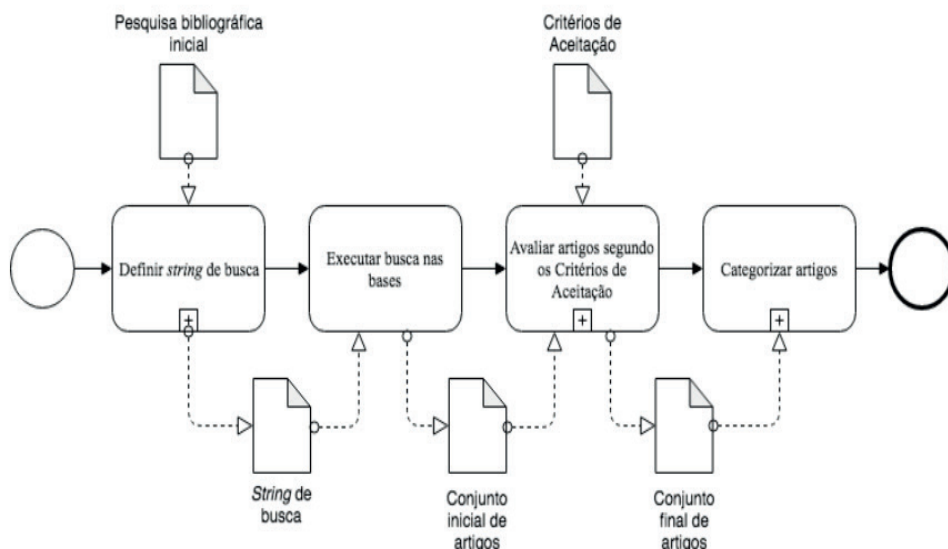 Pesquisa bibliográfica
inicial
Critérios de
Aceitação
Definir string de busca
+
Executar busca nas
bases
Avaliar artigos segundo
os Critérios de
Aceitação
+
Categorizar artigos
+
String de
busca
Conjunto
inicial de
artigos
Conjunto
final de
artigos